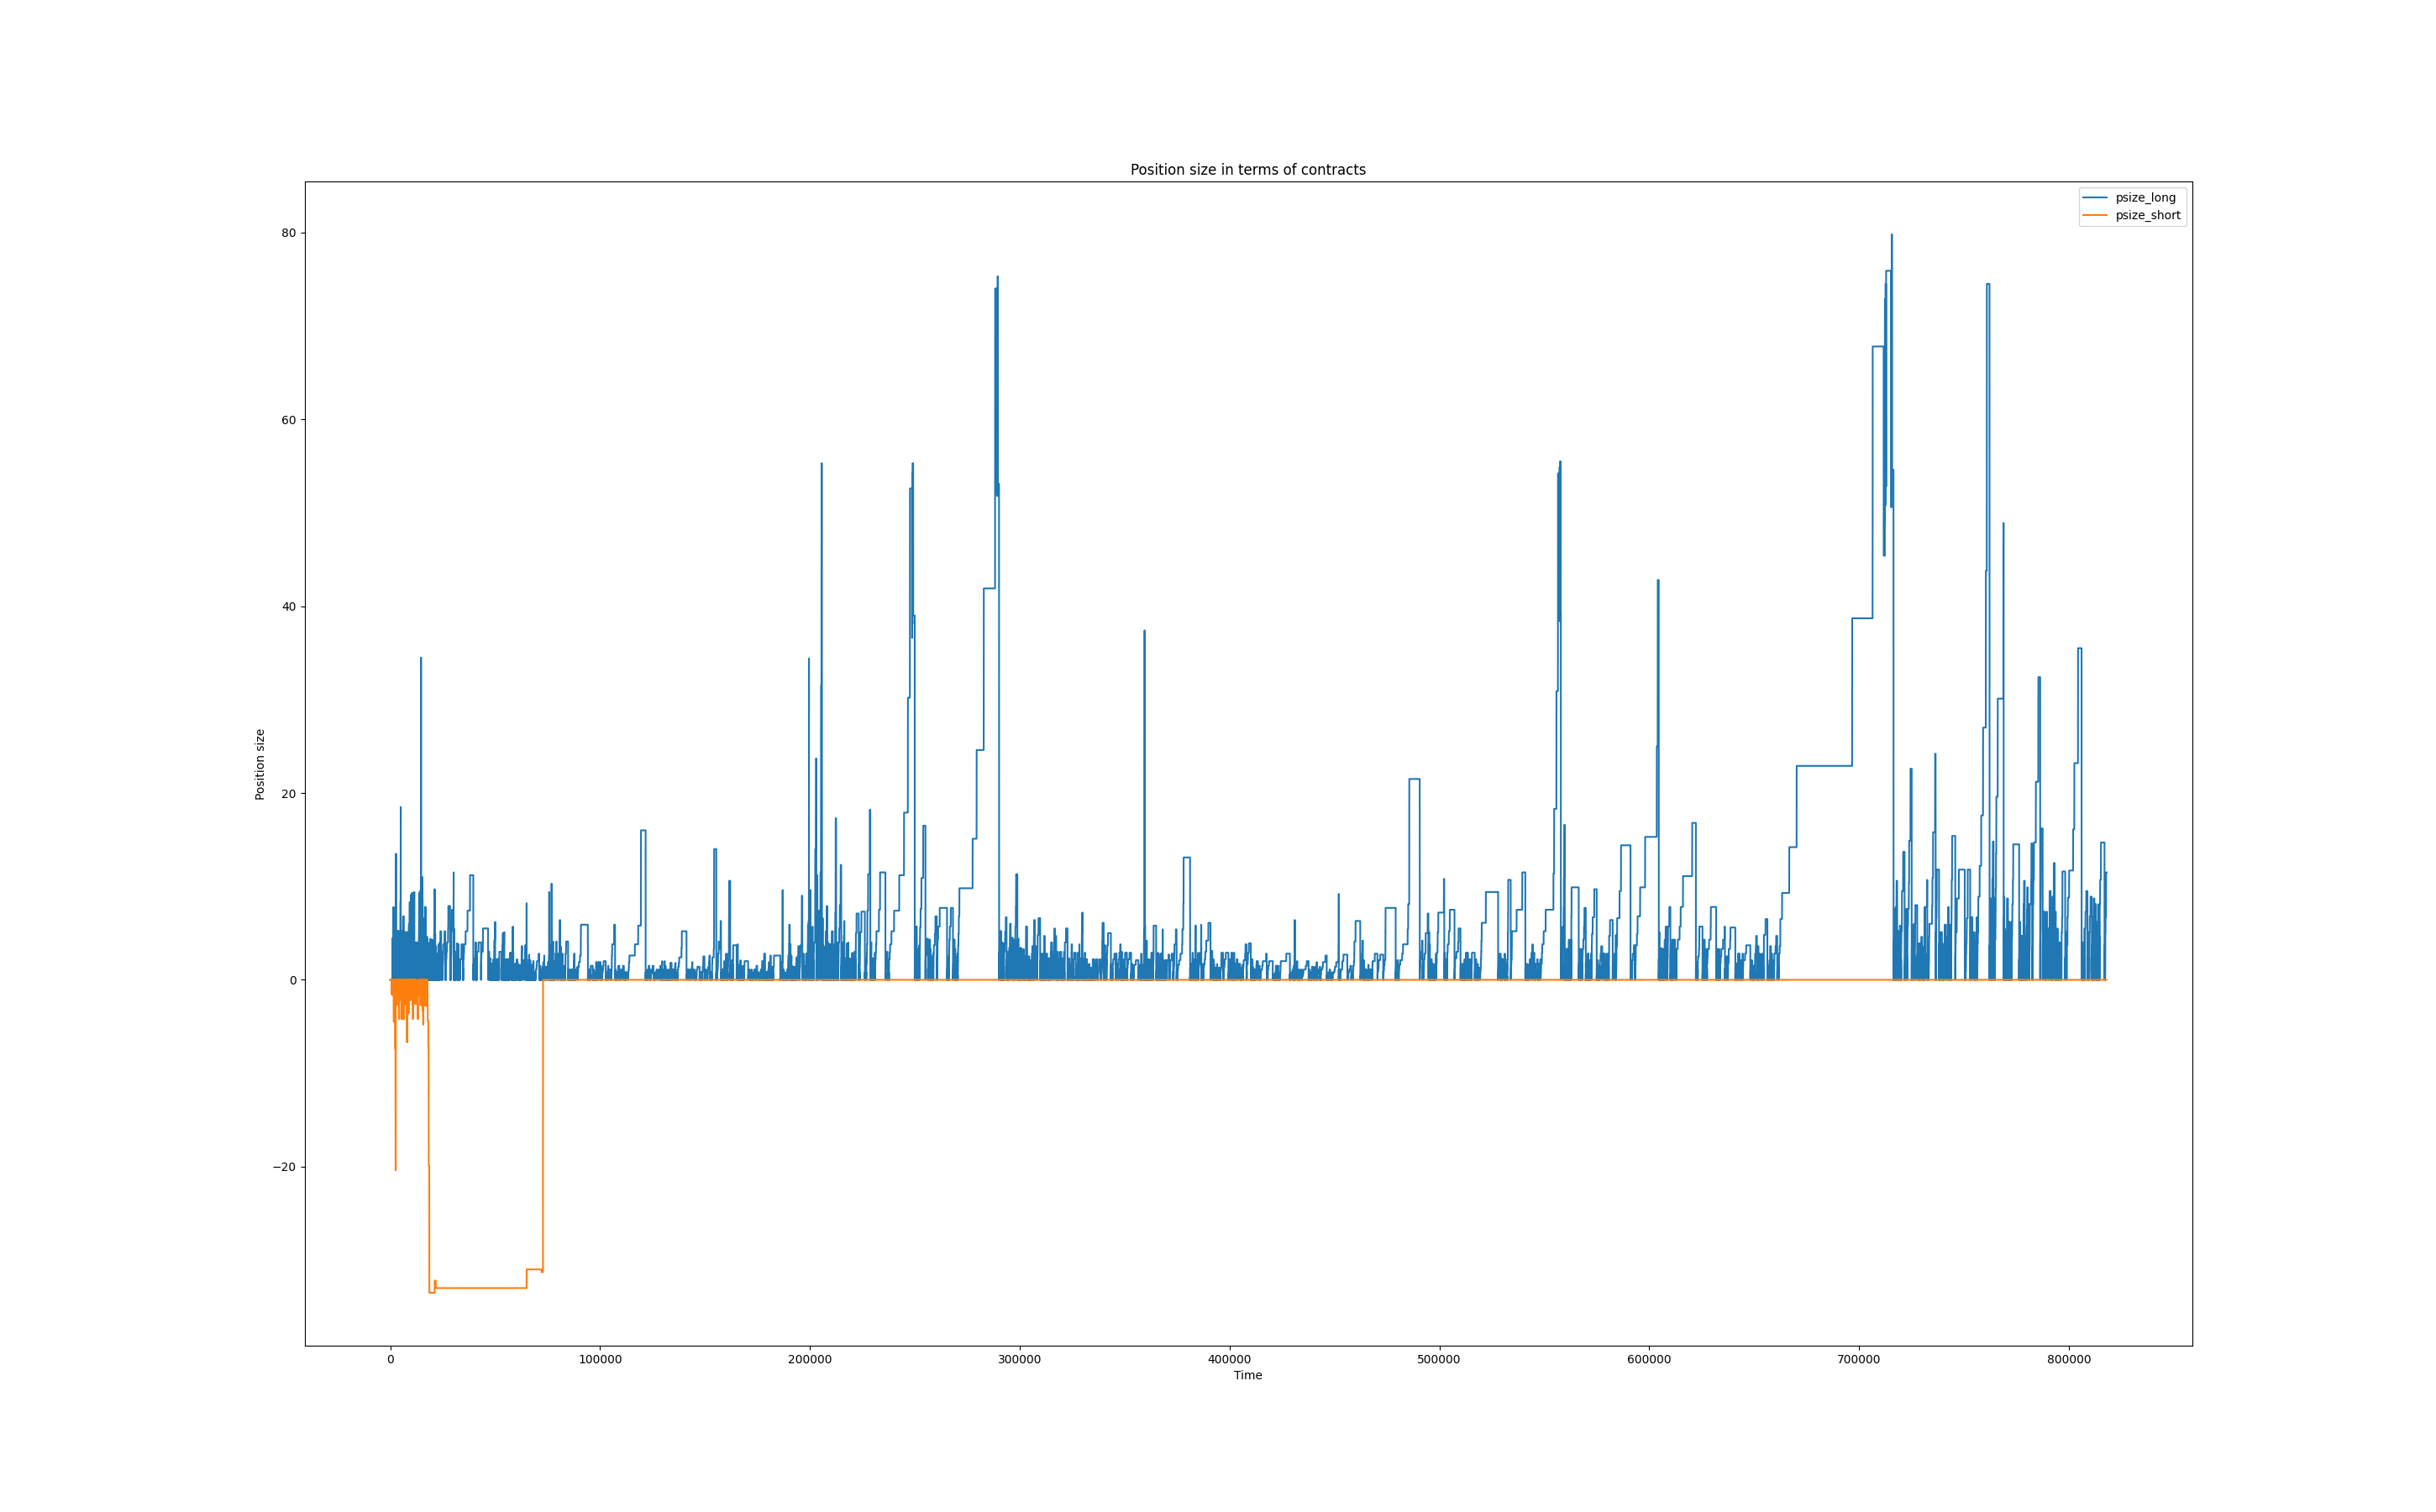 Position size in terms of contracts
psize_long
psize_short
80
60
40
20
0
−20
Position size
0 100000 200000 300000 400000 500000 600000 700000 800000
Time